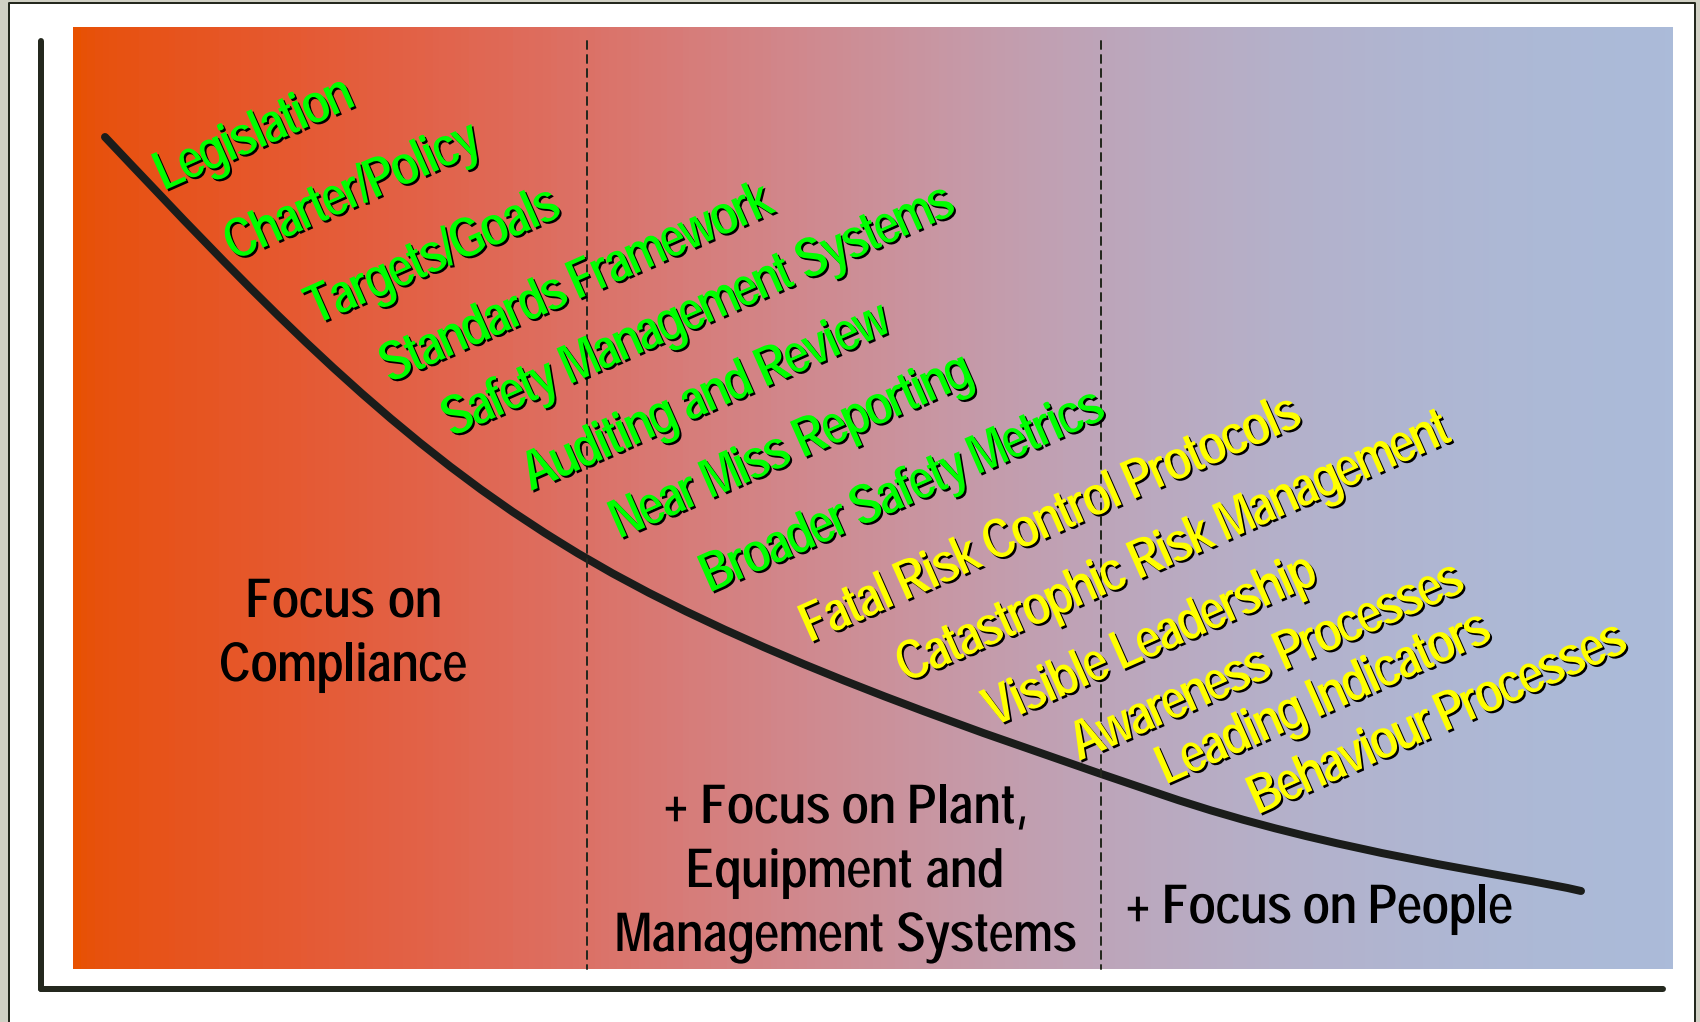 Legislation
Charter/Policy
Targets/Goals
Standards Framework
Safety Management Systems
Auditing and Review
Near Miss Reporting
Broader Safety Metrics
Fatal Risk Control Protocols
Catastrophic Risk Management
Visible Leadership
Awareness Processes
Leading Indicators
Behaviour Processes
Focus on
Compliance
+ Focus on Plant,
Equipment and
Management Systems
+ Focus on People